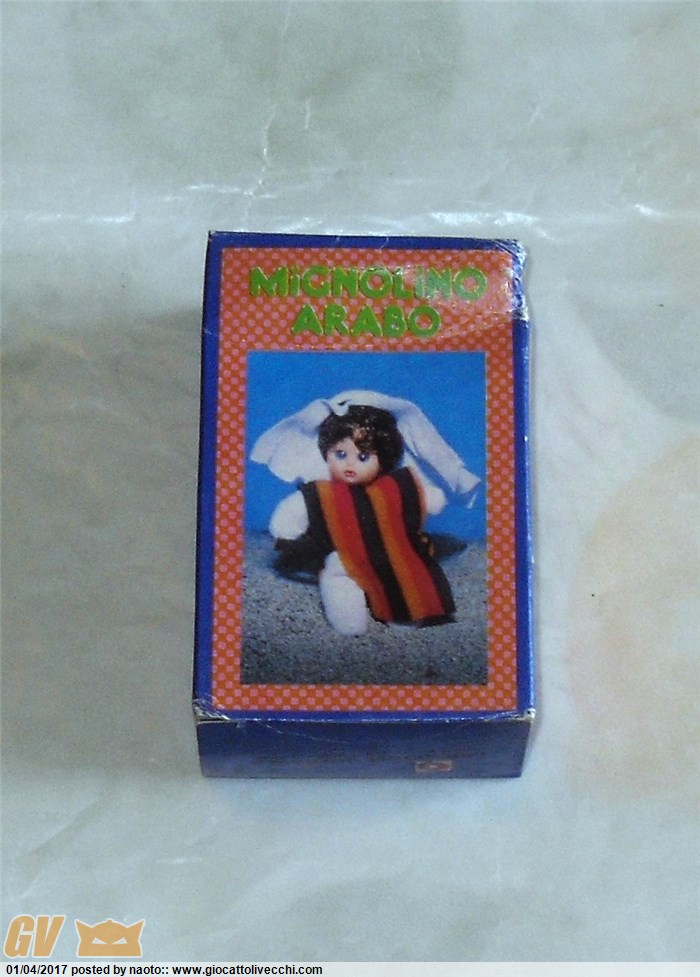 MiGNOLINO
ARABO
GV
01/04/2017 posted by naoto:: www.giocattolivecchi.com